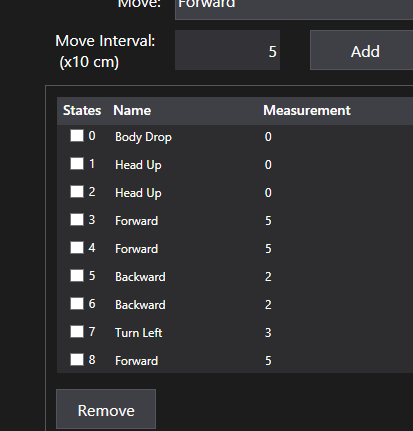 Move: Forward
Move Interval: 5 Add
(x10 cm)
States Name Measurement
0 Body Drop 0
1 Head Up 0
2 Head Up 0
3 Forward 5
4 Forward 5
5 Backward 2
6 Backward 2
7 Turn Left 3
8 Forward 5
Remove